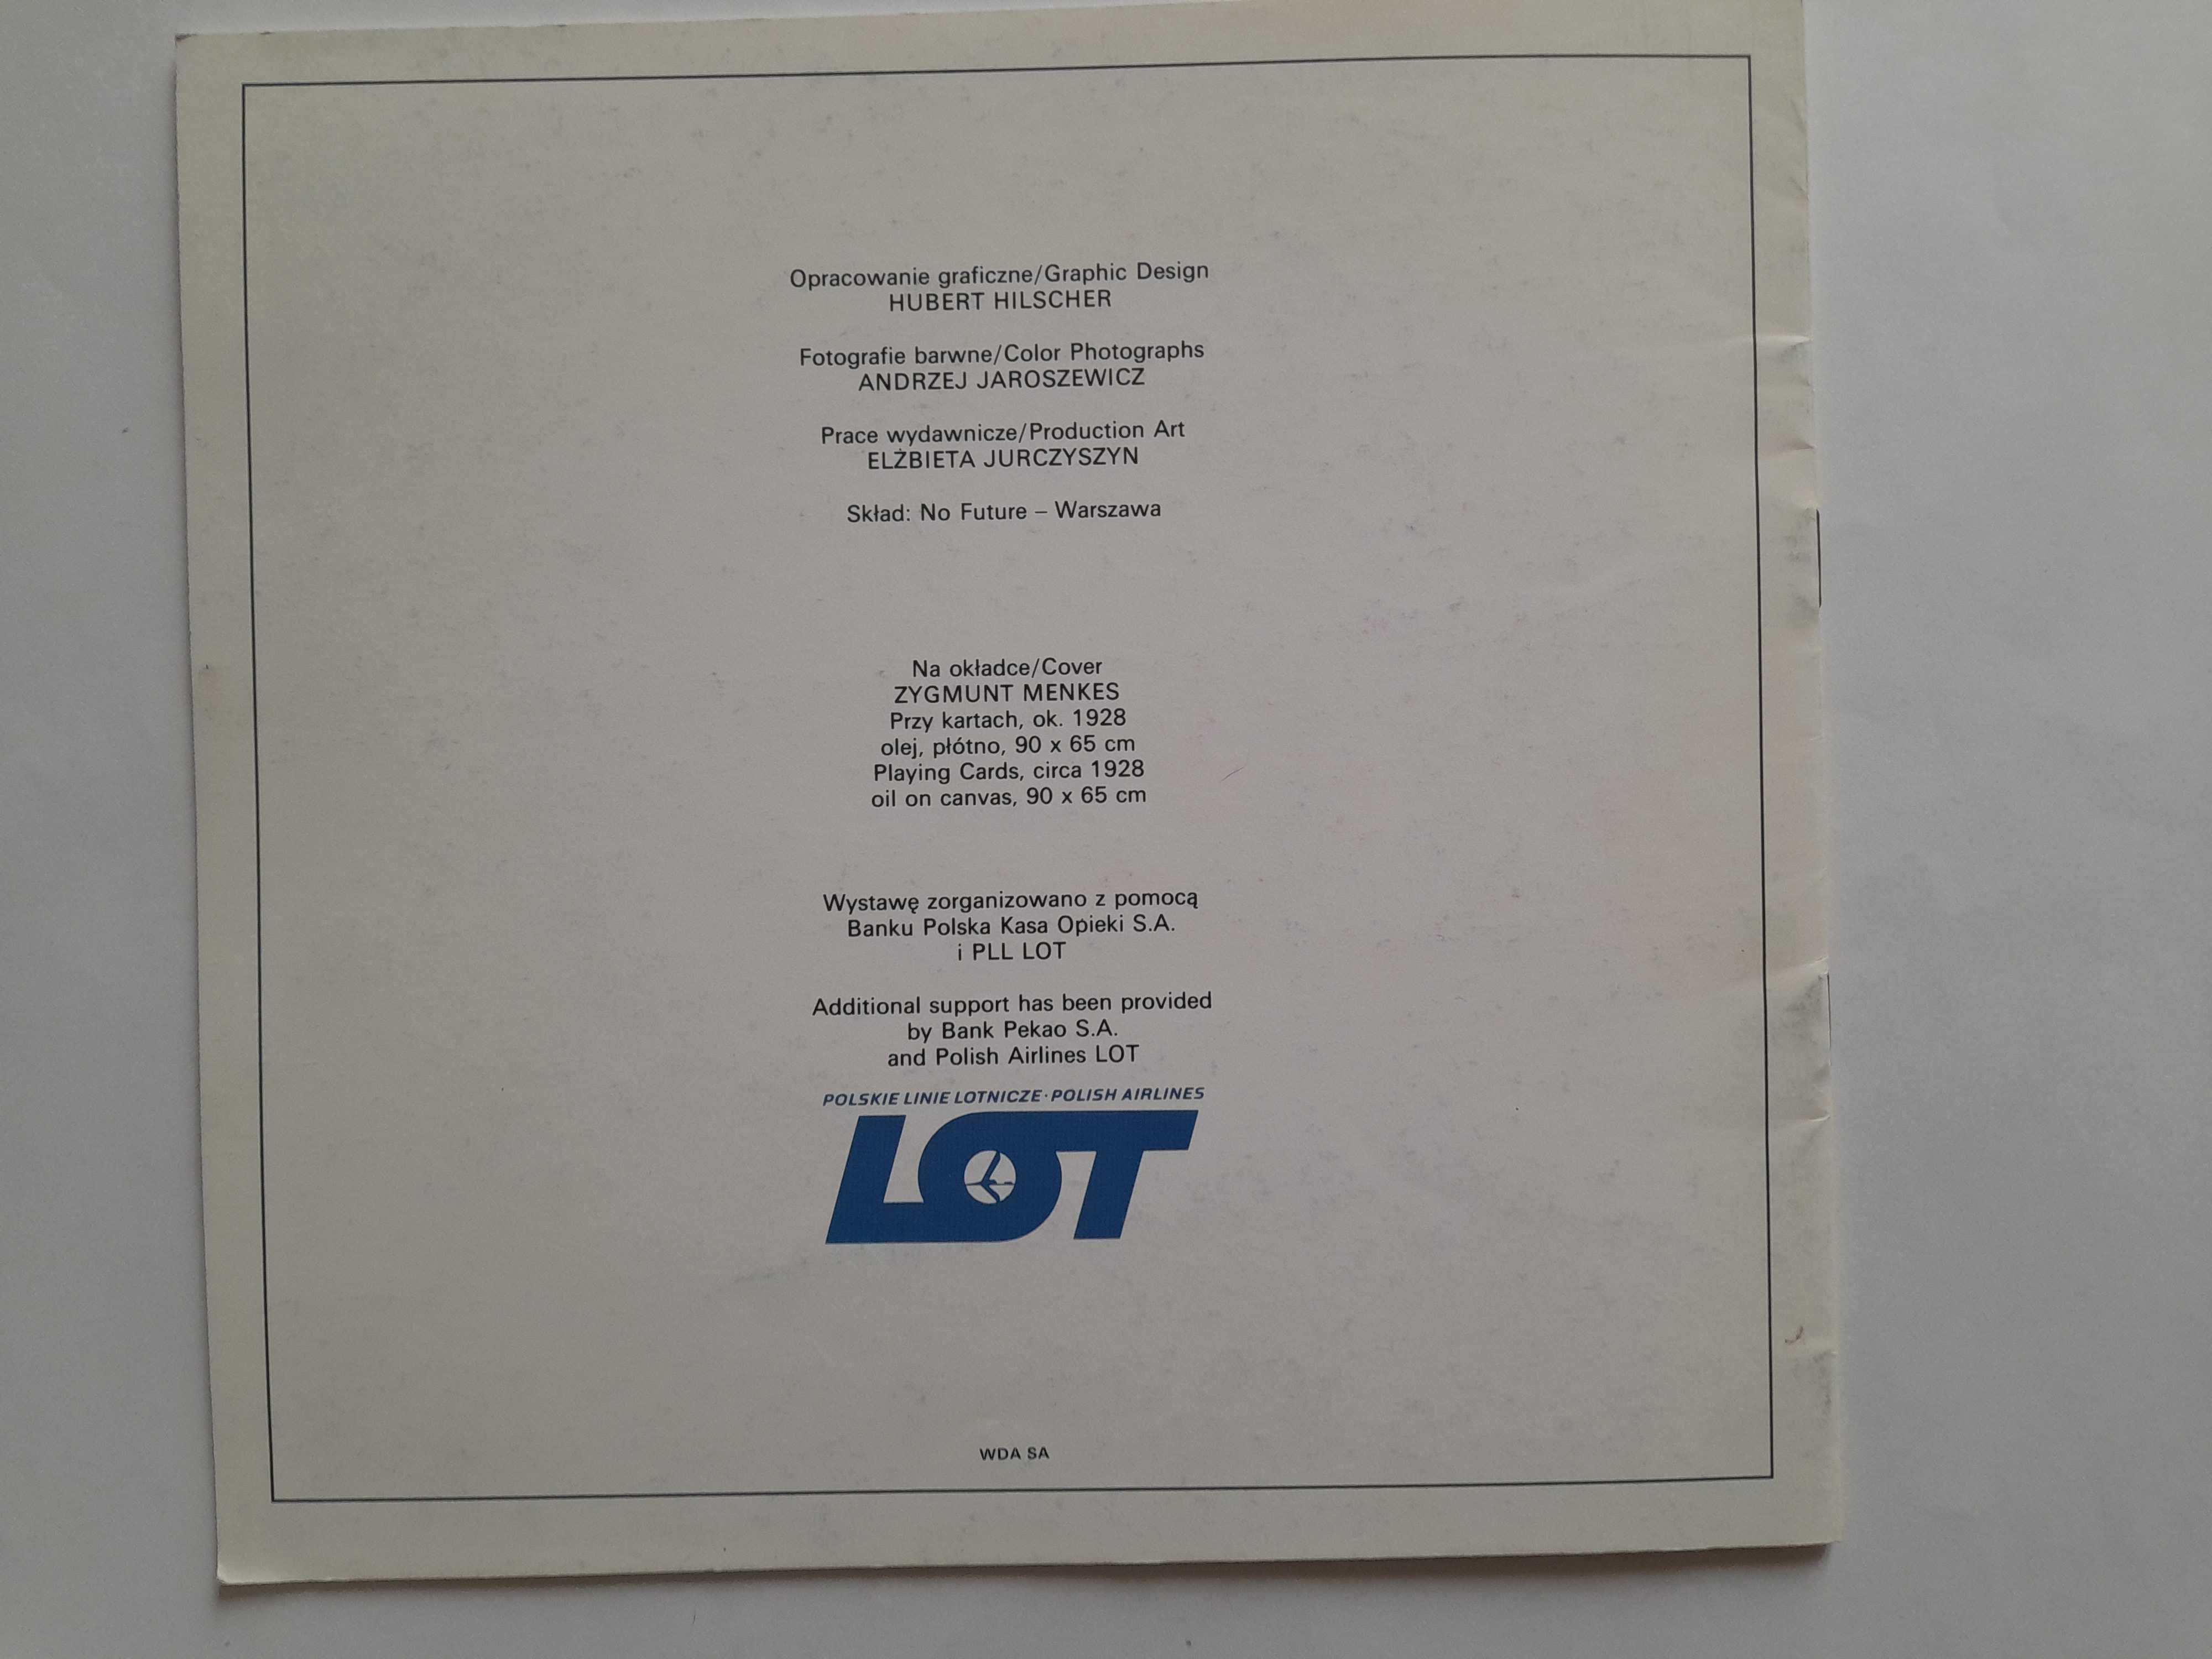 Opracowanie graficzne/Graphic Design
HUBERT HILSCHER
Fotografie barwne/Color Photographs
ANDRZEJ JAROSZEWICZ
Prace wydawnicze/Production Art
ELŻBIETA JURCZYSZYN
Skład: No Future – Warszawa
Na okładce/Cover
ZYGMUNT MENKES
Przy kartach, ok. 1928
olej, płótno, 90 x 65 cm
Playing Cards, circa 1928
oil on canvas, 90 x 65 cm
Wystawę zorganizowano z pomocą
Banku Polska Kasa Opieki S.A.
i PLL LOT
Additional support has been provided
by Bank Pekao S.A.
and Polish Airlines LOT
POLSKIE LINIE LOTNICZE · POLISH AIRLINES
LOT
WDA SA